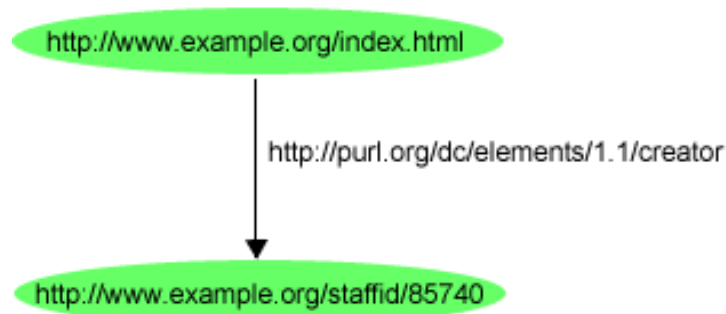 http://www.example.org/index.html
http://purl.org/dc/elements/1.1/creator
http://www.example.org/staffid/85740